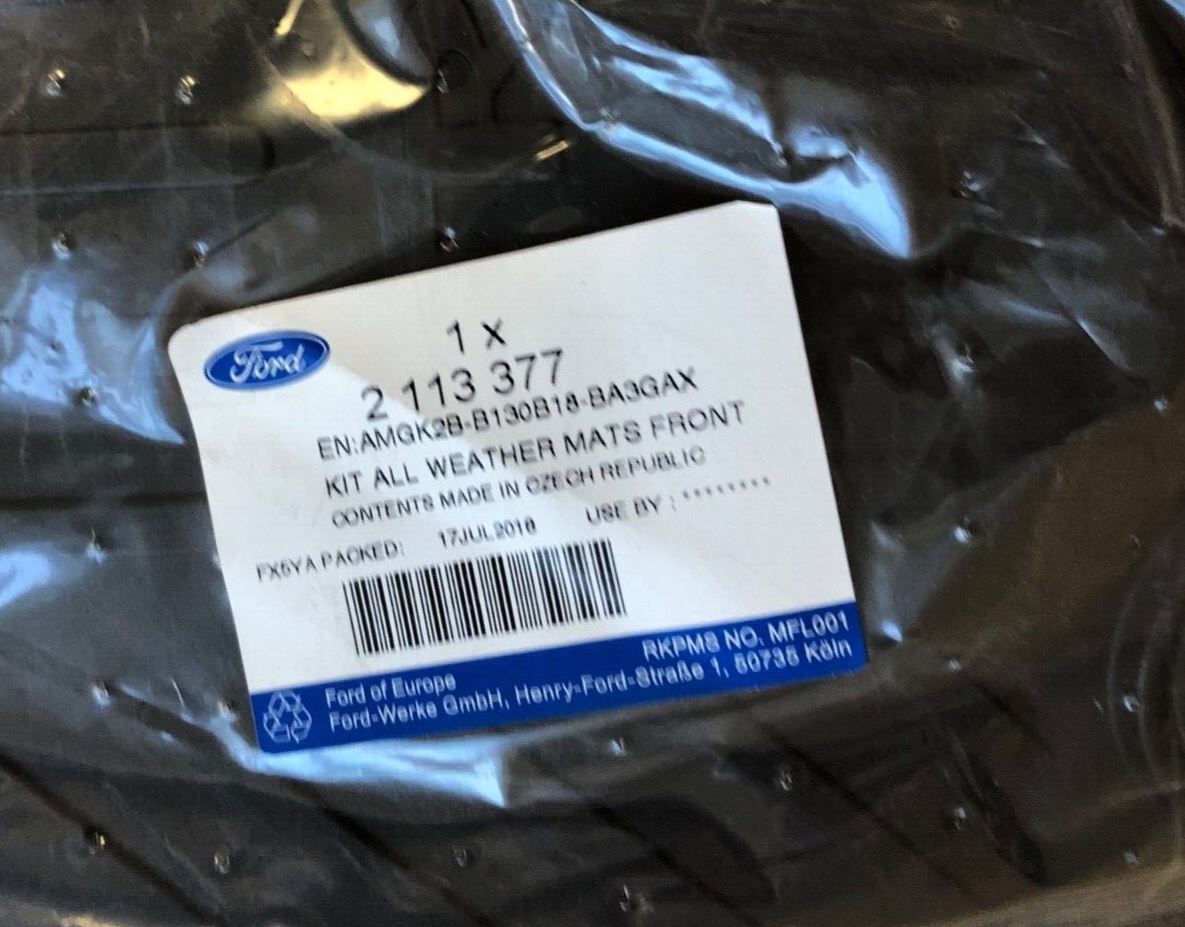 Ford
1 X
2 113 377
EN:AMGK2B-B130B18-BA3GAX
KIT ALL WEATHER MATS FRONT
CONTENTS MADE IN CZECH REPUBLIC
FX5YA PACKED: 17JUL2018 USE BY : ********
RKPMS NO. MFL001
Ford of Europe
Ford-Werke GmbH, Henry-Ford-Straße 1, 50735 Köln